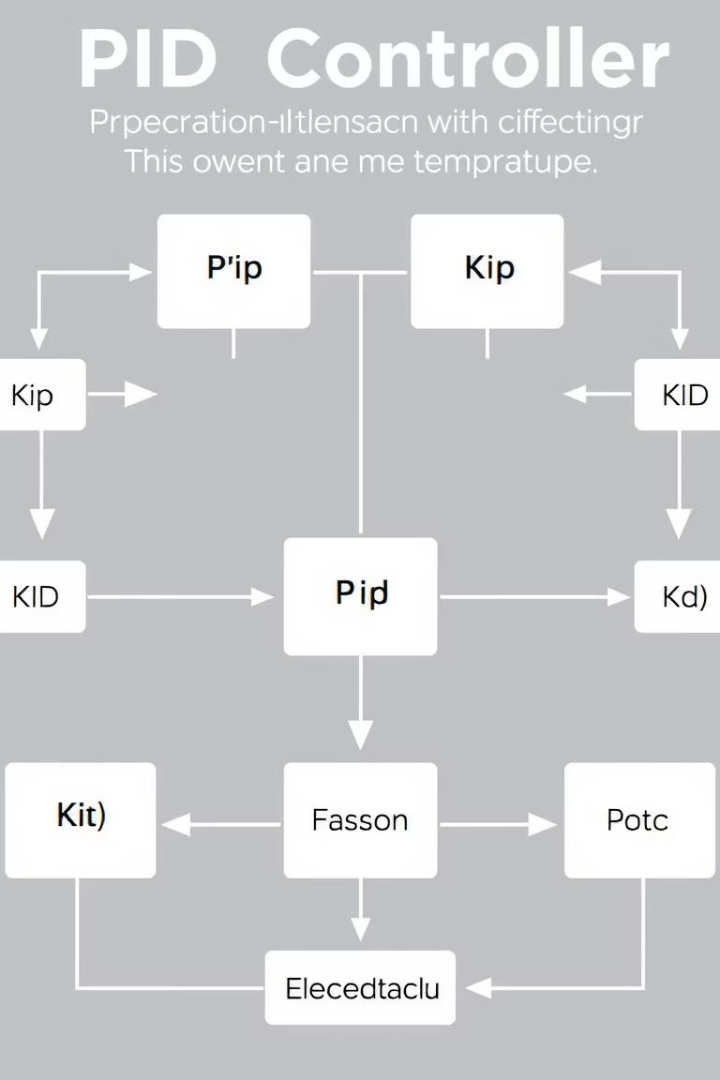 PID Controller
Prpecration-ıltlensacn with ciffectingr
This owent ane me tempratupe.
P'ip
Kip
Kip
KID
KID
Pid
Kd)
Kit)
Fasson
Potc
Elecedtaclu